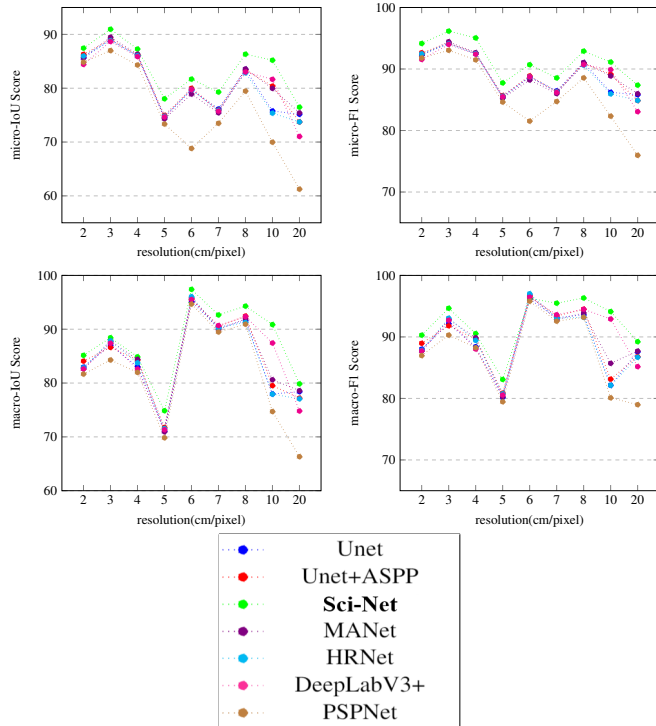 90
80
70
60
micro-IoU Score
2 3 4 5 6 7 8 10 20
resolution(cm/pixel)
100
90
80
70
micro-F1 Score
2 3 4 5 6 7 8 10 20
resolution(cm/pixel)
100
90
80
70
60
macro-IoU Score
2 3 4 5 6 7 8 10 20
resolution(cm/pixel)
100
90
80
70
macro-F1 Score
2 3 4 5 6 7 8 10 20
resolution(cm/pixel)
Unet
Unet+ASPP
Sci-Net
MANet
HRNet
DeepLabV3+
PSPNet